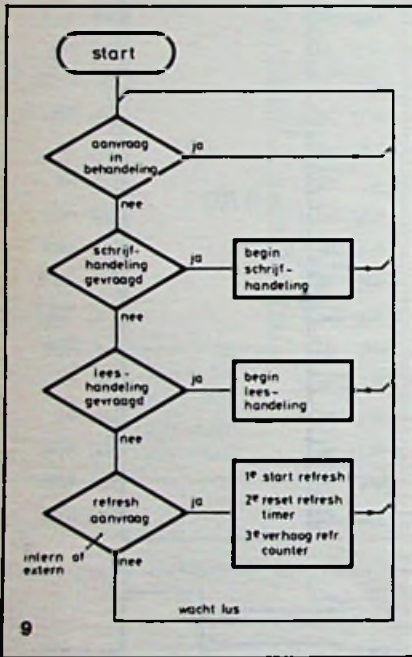 start
aanvraag
in
behandeling
ja
nee
schrijf-
handeling
gevraagd
ja
begin
schrijf-
handeling
nee
lees-
handeling
gevraagd
ja
begin
lees-
handeling
nee
refresh
aanvraag
ja
1e start refresh
2e reset refresh
timer
3e verhoog refr.
counter
intern of
extern
nee
wacht lus
9